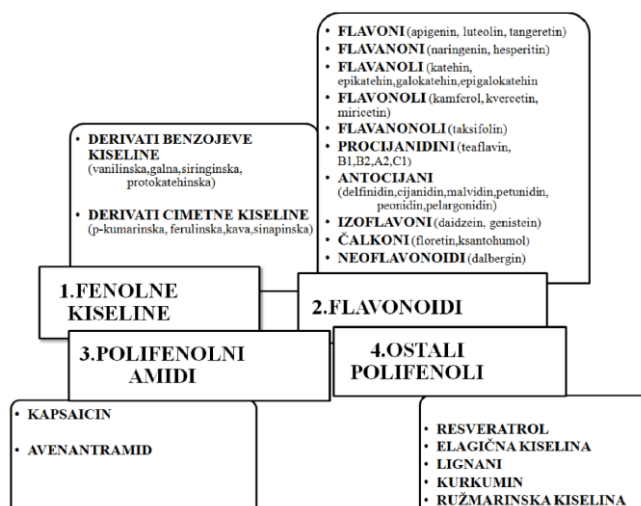 • DERIVATI BENZOJEVE
KISELINE
(vanilinska,galna,siringinska,
protokatehinska)
• DERIVATI CIMETNE KISELINE
(p-kumarinska, ferulinska,kava,sinapinska)
• FLAVONI (apigenin, luteolin, tangeretin)
• FLAVANONI (naringenin, hesperitin)
• FLAVANOLI (katehin,
epikatehin,galokatehin,epigalokatehin
• FLAVONOLI (kamferol, kvercetin,
miricetin)
• FLAVANONOLI (taksifolin)
• PROCIJANIDINI (teaflavin,
B1,B2,A2,C1)
• ANTOCIJANI
(delfinidin,cijanidin,malvidin,petunidin,
peonidin,pelargonidin)
• IZOFLAVONI (daidzein, genistein)
• ČALKONI (floretin,ksantohumol)
• NEOFLAVONOIDI (dalbergin)
1.FENOLNE
KISELINE
2.FLAVONOIDI
3.POLIFENOLNI
AMIDI
4.OSTALI
POLIFENOLI
• KAPSAICIN
• AVENANTRAMID
• RESVERATROL
• ELAGIČNA KISELINA
• LIGNANI
• KURKUMIN
• RUŽMARINSKA KISELINA